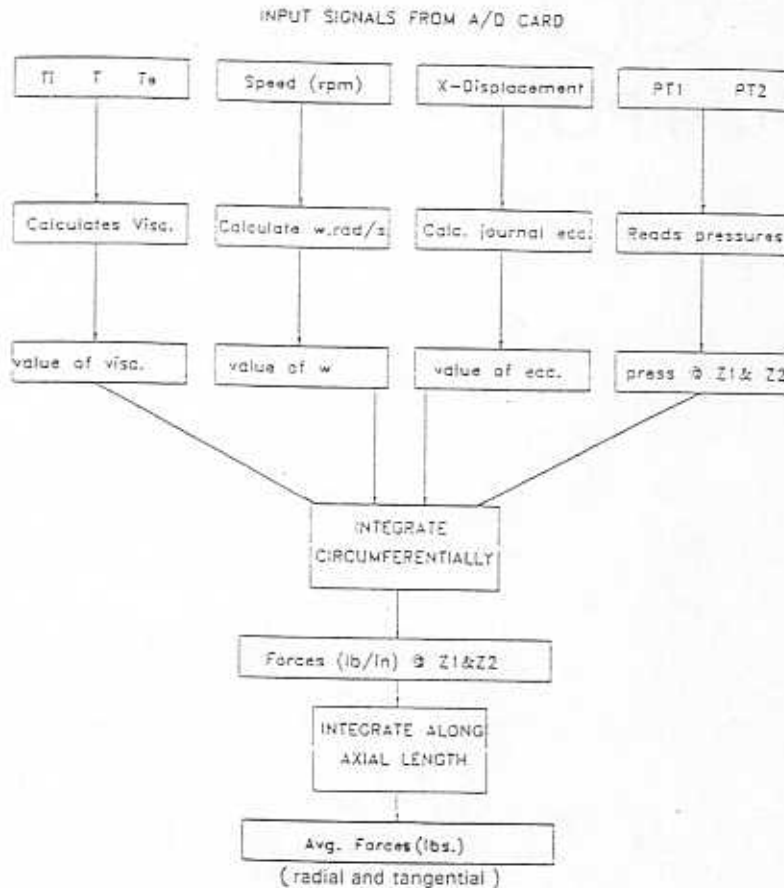 INPUT SIGNALS FROM A/D CARD
TI T Te
Speed (rpm)
X-Displacement
PT1 PT2
Calculates Visc.
Calculate w.rad/s.
Calc. journal ecc.
Reads pressures
value of visc.
value of w
value of ecc.
press @ Z1& Z2
INTEGRATE
CIRCUMFERENTIALLY
Forces (lb/in) @ Z1&Z2
INTEGRATE ALONG
AXIAL LENGTH
Avg. Forces (lbs.)
( radial and tangential )